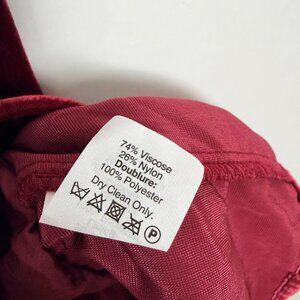 74% Viscose
26% Nylon
Doublure:
100% Polyester
Dry Clean Only.
P